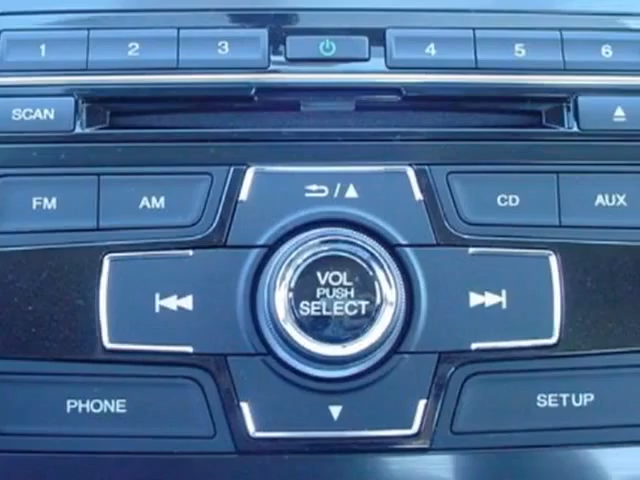 1 2 3 4 5 6
SCAN
FM AM CD AUX
VOL
PUSH
SELECT
PHONE SETUP